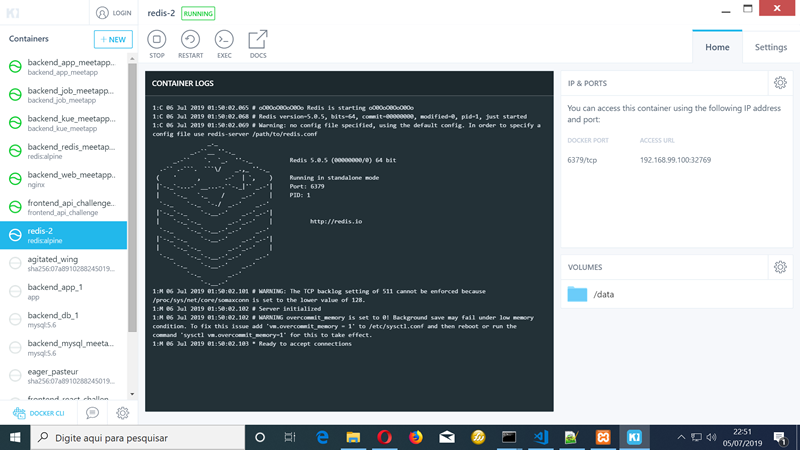 LOGIN
redis-2
RUNNING
Containers
+ NEW
STOP
RESTART
EXEC
DOCS
Home
Settings
backend_app_meetapp...
backend_app_meetapp
backend_job_meetapp...
backend_job_meetapp
backend_kue_meetapp...
backend_kue_meetapp
backend_redis_meetapp...
redis:alpine
backend_web_meetapp...
nginx
frontend_api_challenge...
frontend_api_challenge
redis-2
redis:alpine
agitated_wing
sha256:07a8910288245019...
backend_app_1
app
backend_db_1
mysql:5.6
backend_mysql_meeta...
mysql:5.6
eager_pasteur
sha256:07a8910288245019...
frontend_react_challen...
DOCKER CLI
CONTAINER LOGS
1:C 06 Jul 2019 01:50:02.065 # oO0OoO0OoO0Oo Redis is starting oO0OoO0OoO0Oo
1:C 06 Jul 2019 01:50:02.068 # Redis version=5.0.5, bits=64, commit=00000000, modified=0, pid=1, just started
1:C 06 Jul 2019 01:50:02.069 # Warning: no config file specified, using the default config. In order to specify a
config file use redis-server /path/to/redis.conf
Redis 5.0.5 (00000000/0) 64 bit
Running in standalone mode
Port: 6379
PID: 1
http://redis.io
1:M 06 Jul 2019 01:50:02.101 # WARNING: The TCP backlog setting of 511 cannot be enforced because
/proc/sys/net/core/somaxconn is set to the lower value of 128.
1:M 06 Jul 2019 01:50:02.102 # Server initialized
1:M 06 Jul 2019 01:50:02.102 # WARNING overcommit_memory is set to 0! Background save may fail under low memory
condition. To fix this issue add 'vm.overcommit_memory = 1' to /etc/sysctl.conf and then reboot or run the
command 'sysctl vm.overcommit_memory=1' for this to take effect.
1:M 06 Jul 2019 01:50:02.103 * Ready to accept connections
IP & PORTS
You can access this container using the following IP address
and port:
DOCKER PORT
ACCESS URL
6379/tcp
192.168.99.100:32769
VOLUMES
/data
Digite aqui para pesquisar
22:51
05/07/2019
1